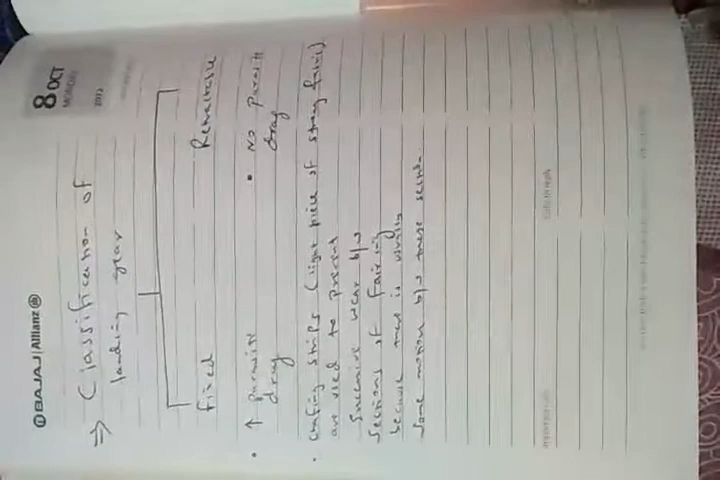 BAJAJ | Allianz
8 OCT
MONDAY
2012
⇒ Classification of
landing gear
Fixed Retractable
• ↑ parasite • No parasite
drag drag
• Chafing strips (light piece of strong fabric)
are used to prevent
excessive wear b/w
sections of fairing
because there is usually
some motion b/w these